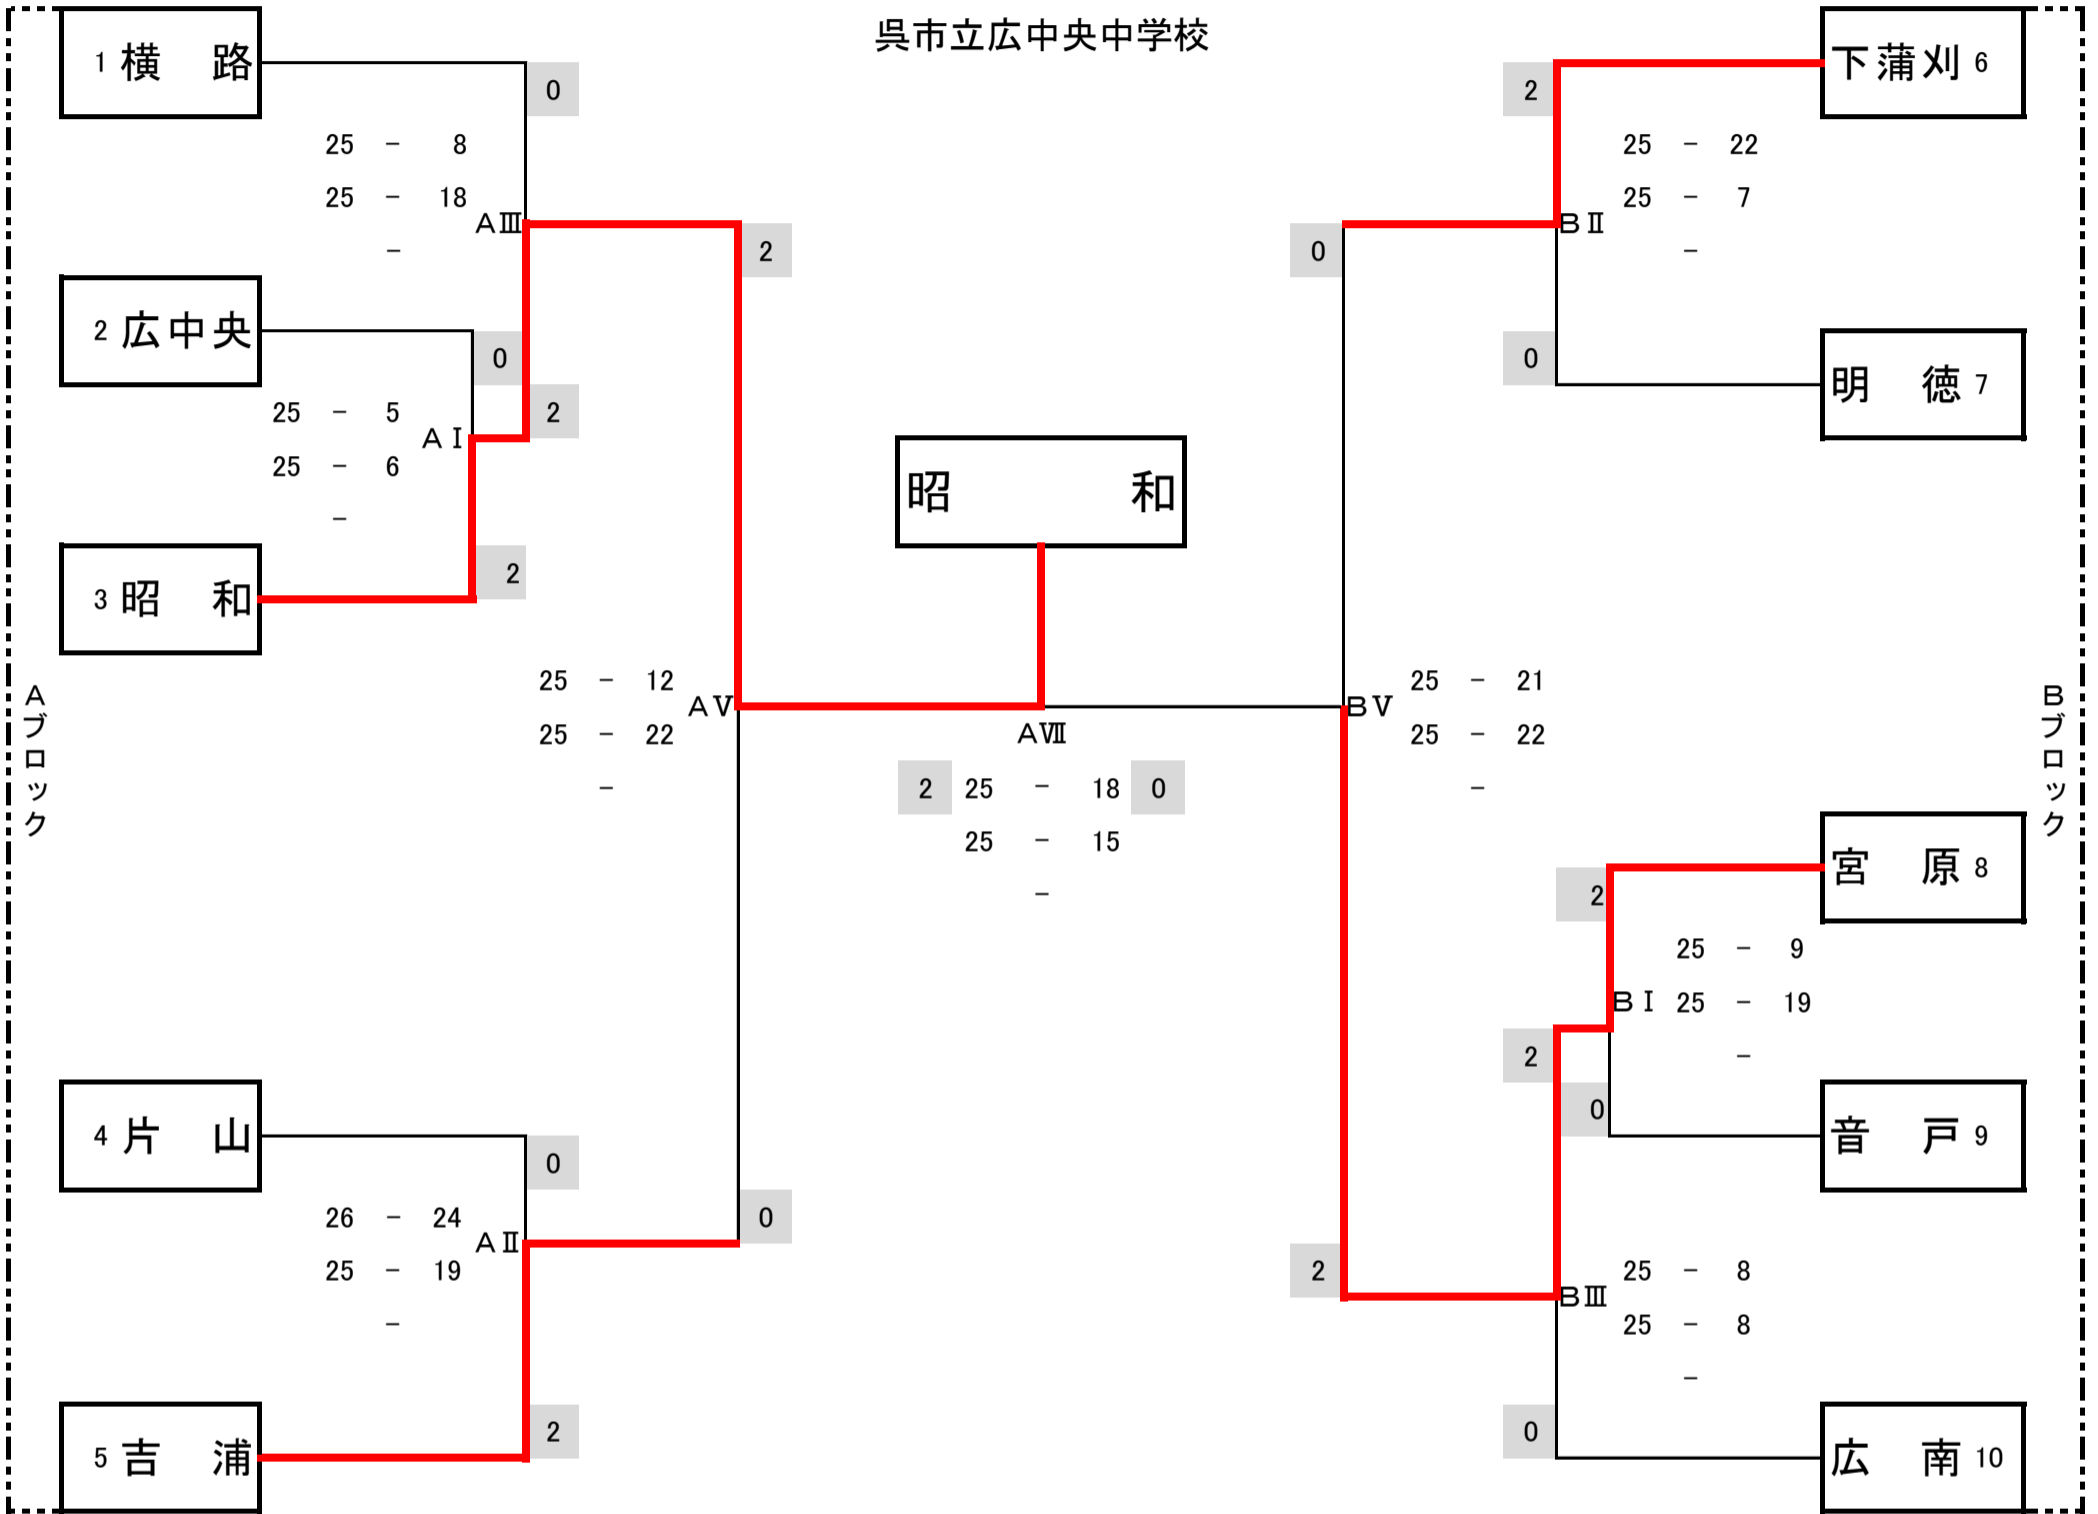 呉市立広中央中学校
Aブロック
1 横 路
0
25 - 8
25 - 18
-
AⅢ
2
2 広中央
0
2
25 - 5
25 - 6
-
AⅠ
3 昭 和
2
25 - 12
25 - 22
-
AⅤ
4 片 山
0
26 - 24
25 - 19
-
AⅡ
0
5 吉 浦
2
昭 和
AⅦ
2 25 - 18 0
25 - 15
-
Bブロック
下蒲刈 6
2
25 - 22
25 - 7
-
BⅡ
0
明 徳 7
0
BⅤ
25 - 21
25 - 22
-
宮 原 8
2
25 - 9
BⅠ 25 - 19
-
2
0
音 戸 9
2
BⅢ
25 - 8
25 - 8
-
0
広 南 10